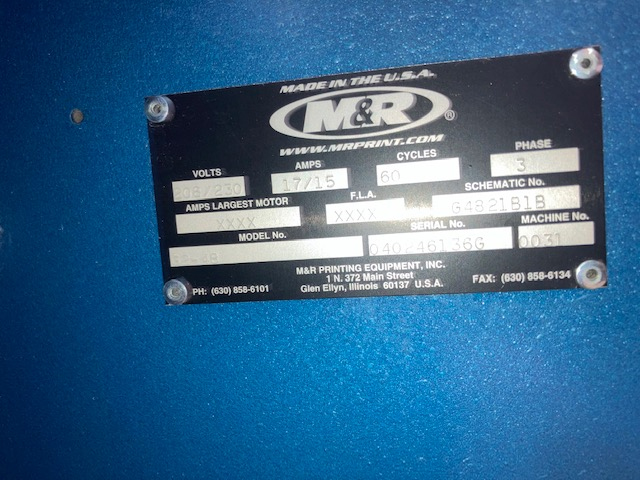 MADE IN THE U.S.A.
M&R®
WWW.MRPRINT.COM
VOLTS AMPS CYCLES PHASE
208/230 17/15 60 3
AMPS LARGEST MOTOR F.L.A. SCHEMATIC No.
XXXX XXXX G4821B1B
MODEL No. SERIAL No. MACHINE No.
040246136G 0031
M&R PRINTING EQUIPMENT, INC.
1 N. 372 Main Street
PH: (630) 858-6101 Glen Ellyn, Illinois 60137 U.S.A. FAX: (630) 858-6134